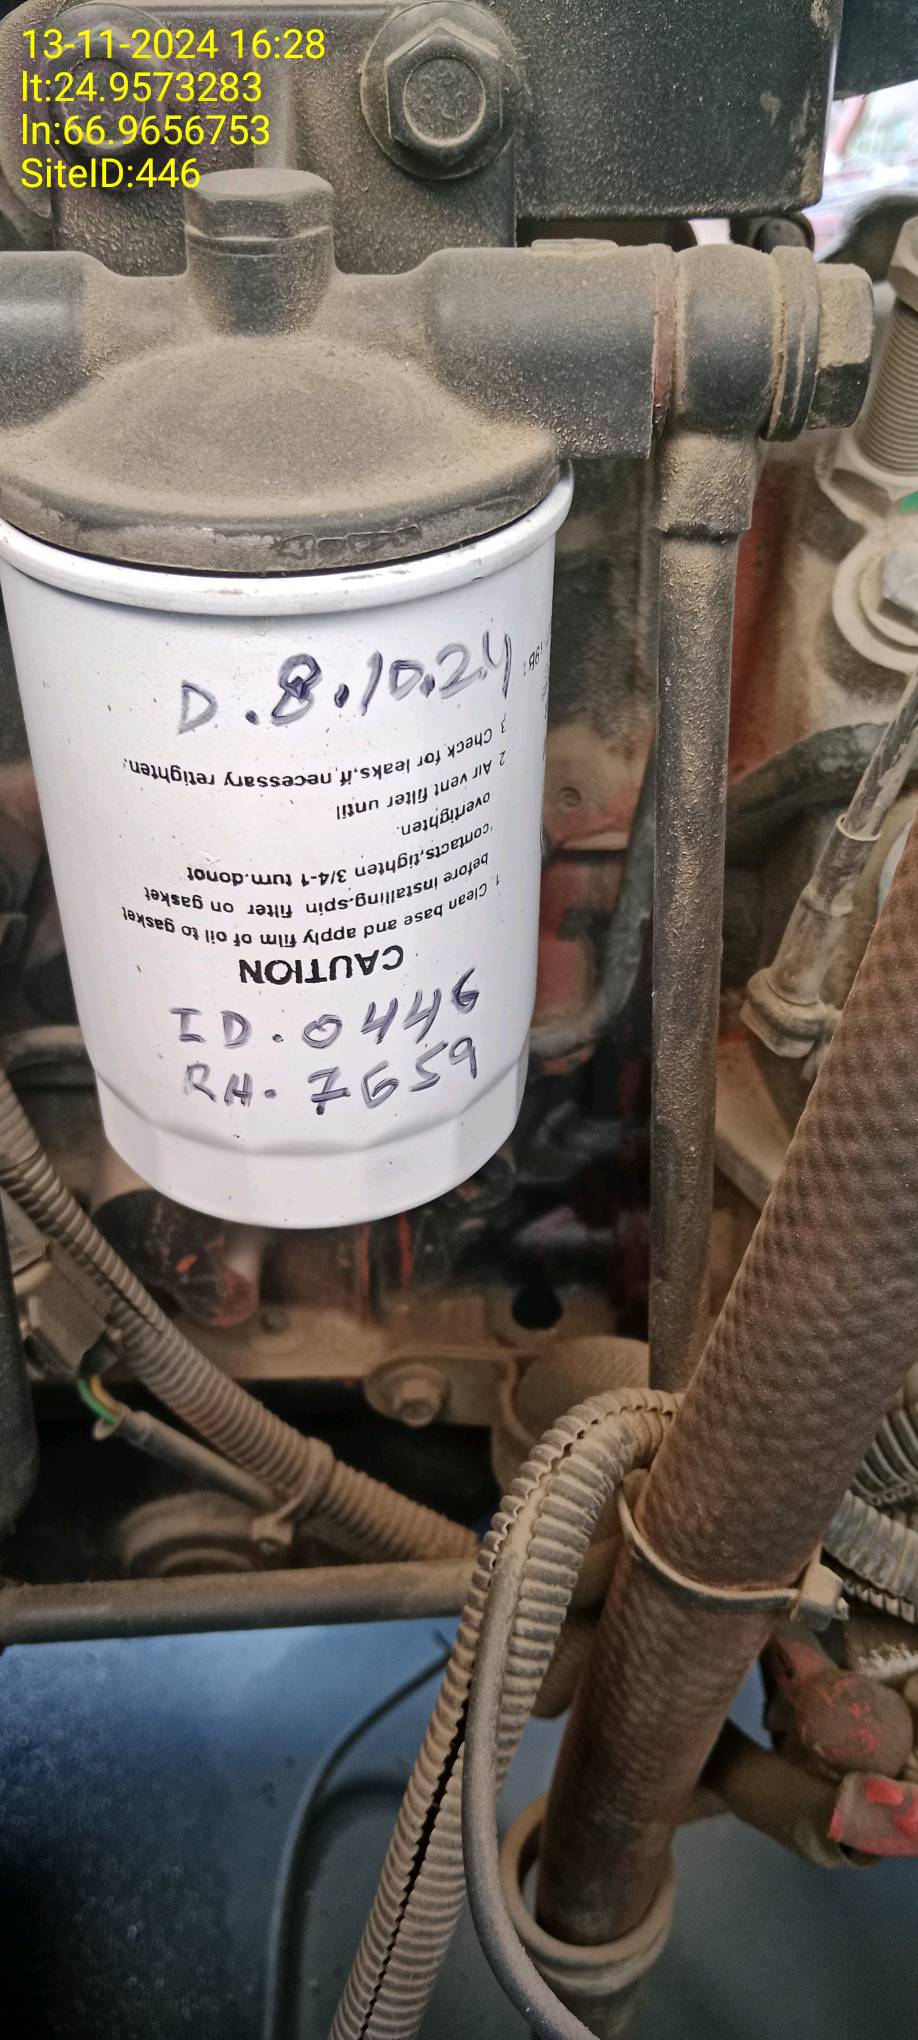 13-11-2024 16:28
lt:24.9573283
ln:66.9656753
SiteID:446
D.8.10.24
CAUTION
1 Clean base and apply film of oil to gasket
before installing.spin filter on gasket
contacts,tighten 3/4-1 turn.donot
overtighten.
2 Air vent filter until
3 Check for leaks,if,necessary retighten.
ID.0446
RH.7659